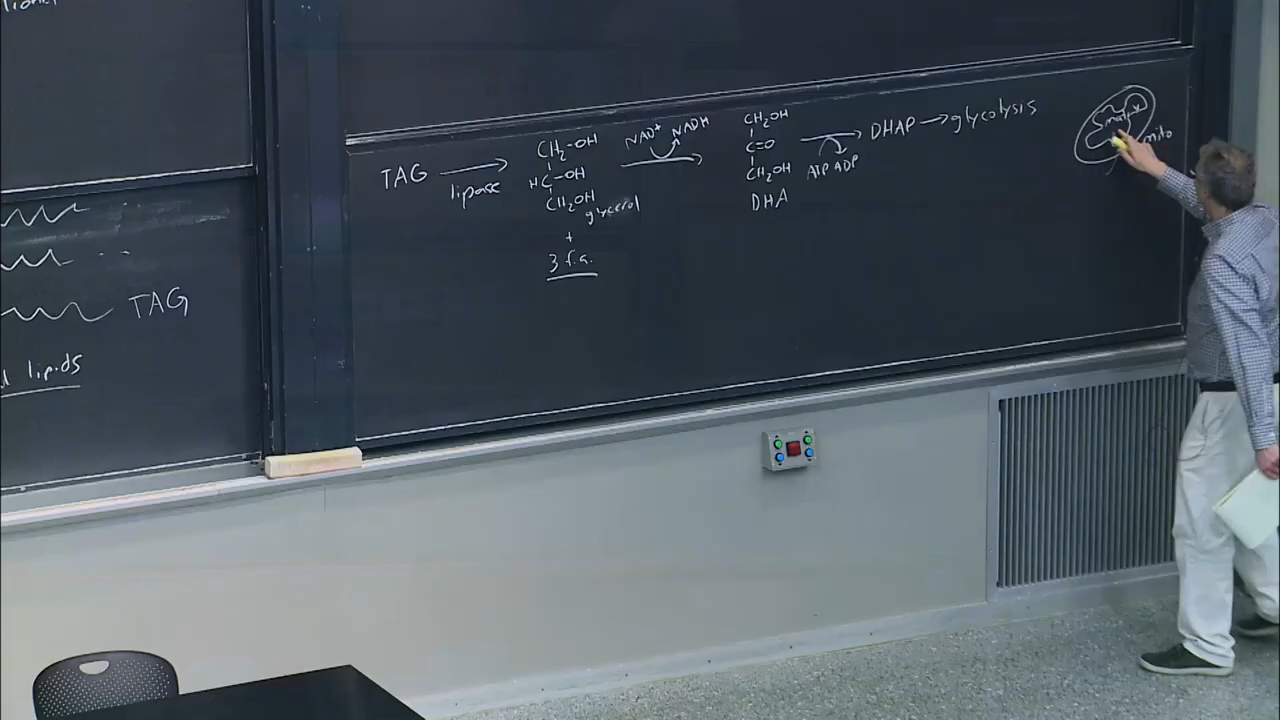 TAG
lipids
TAG
lipase
CH2-OH
HC-OH
CH2OH
glycerol
+
3 f.a.
NAD+ NADH
CH2OH
C=O
CH2OH
DHA
ATP ADP
DHAP → glycolysis
matrix
mito